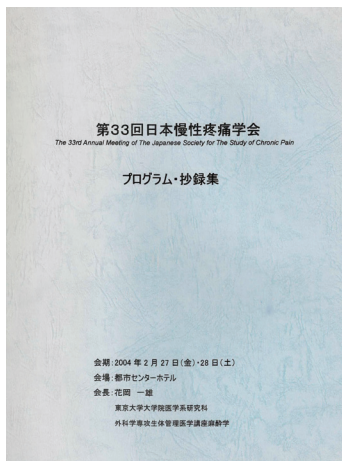 第33回日本慢性疼痛学会
The 33rd Annual Meeting of The Japanese Society for The Study of Chronic Pain
プログラム・抄録集
会期：2004年2月27日(金)・28日(土)
会場：都市センターホテル
会長：花岡 一雄
東京大学大学院医学系研究科
外科学専攻生体管理医学講座麻酔学